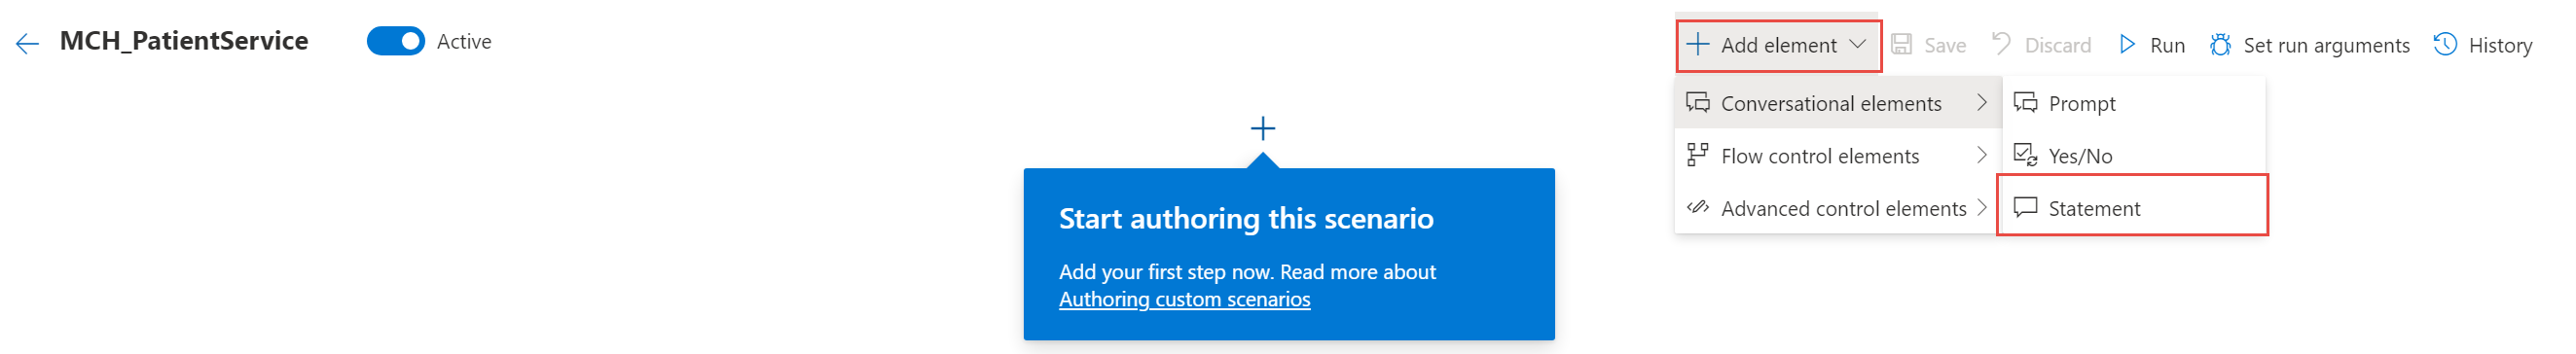 MCH_PatientService
Active
Add element
Save
Discard
Run
Set run arguments
History
Conversational elements
Flow control elements
Advanced control elements
Prompt
Yes/No
Statement
Start authoring this scenario
Add your first step now. Read more about
Authoring custom scenarios